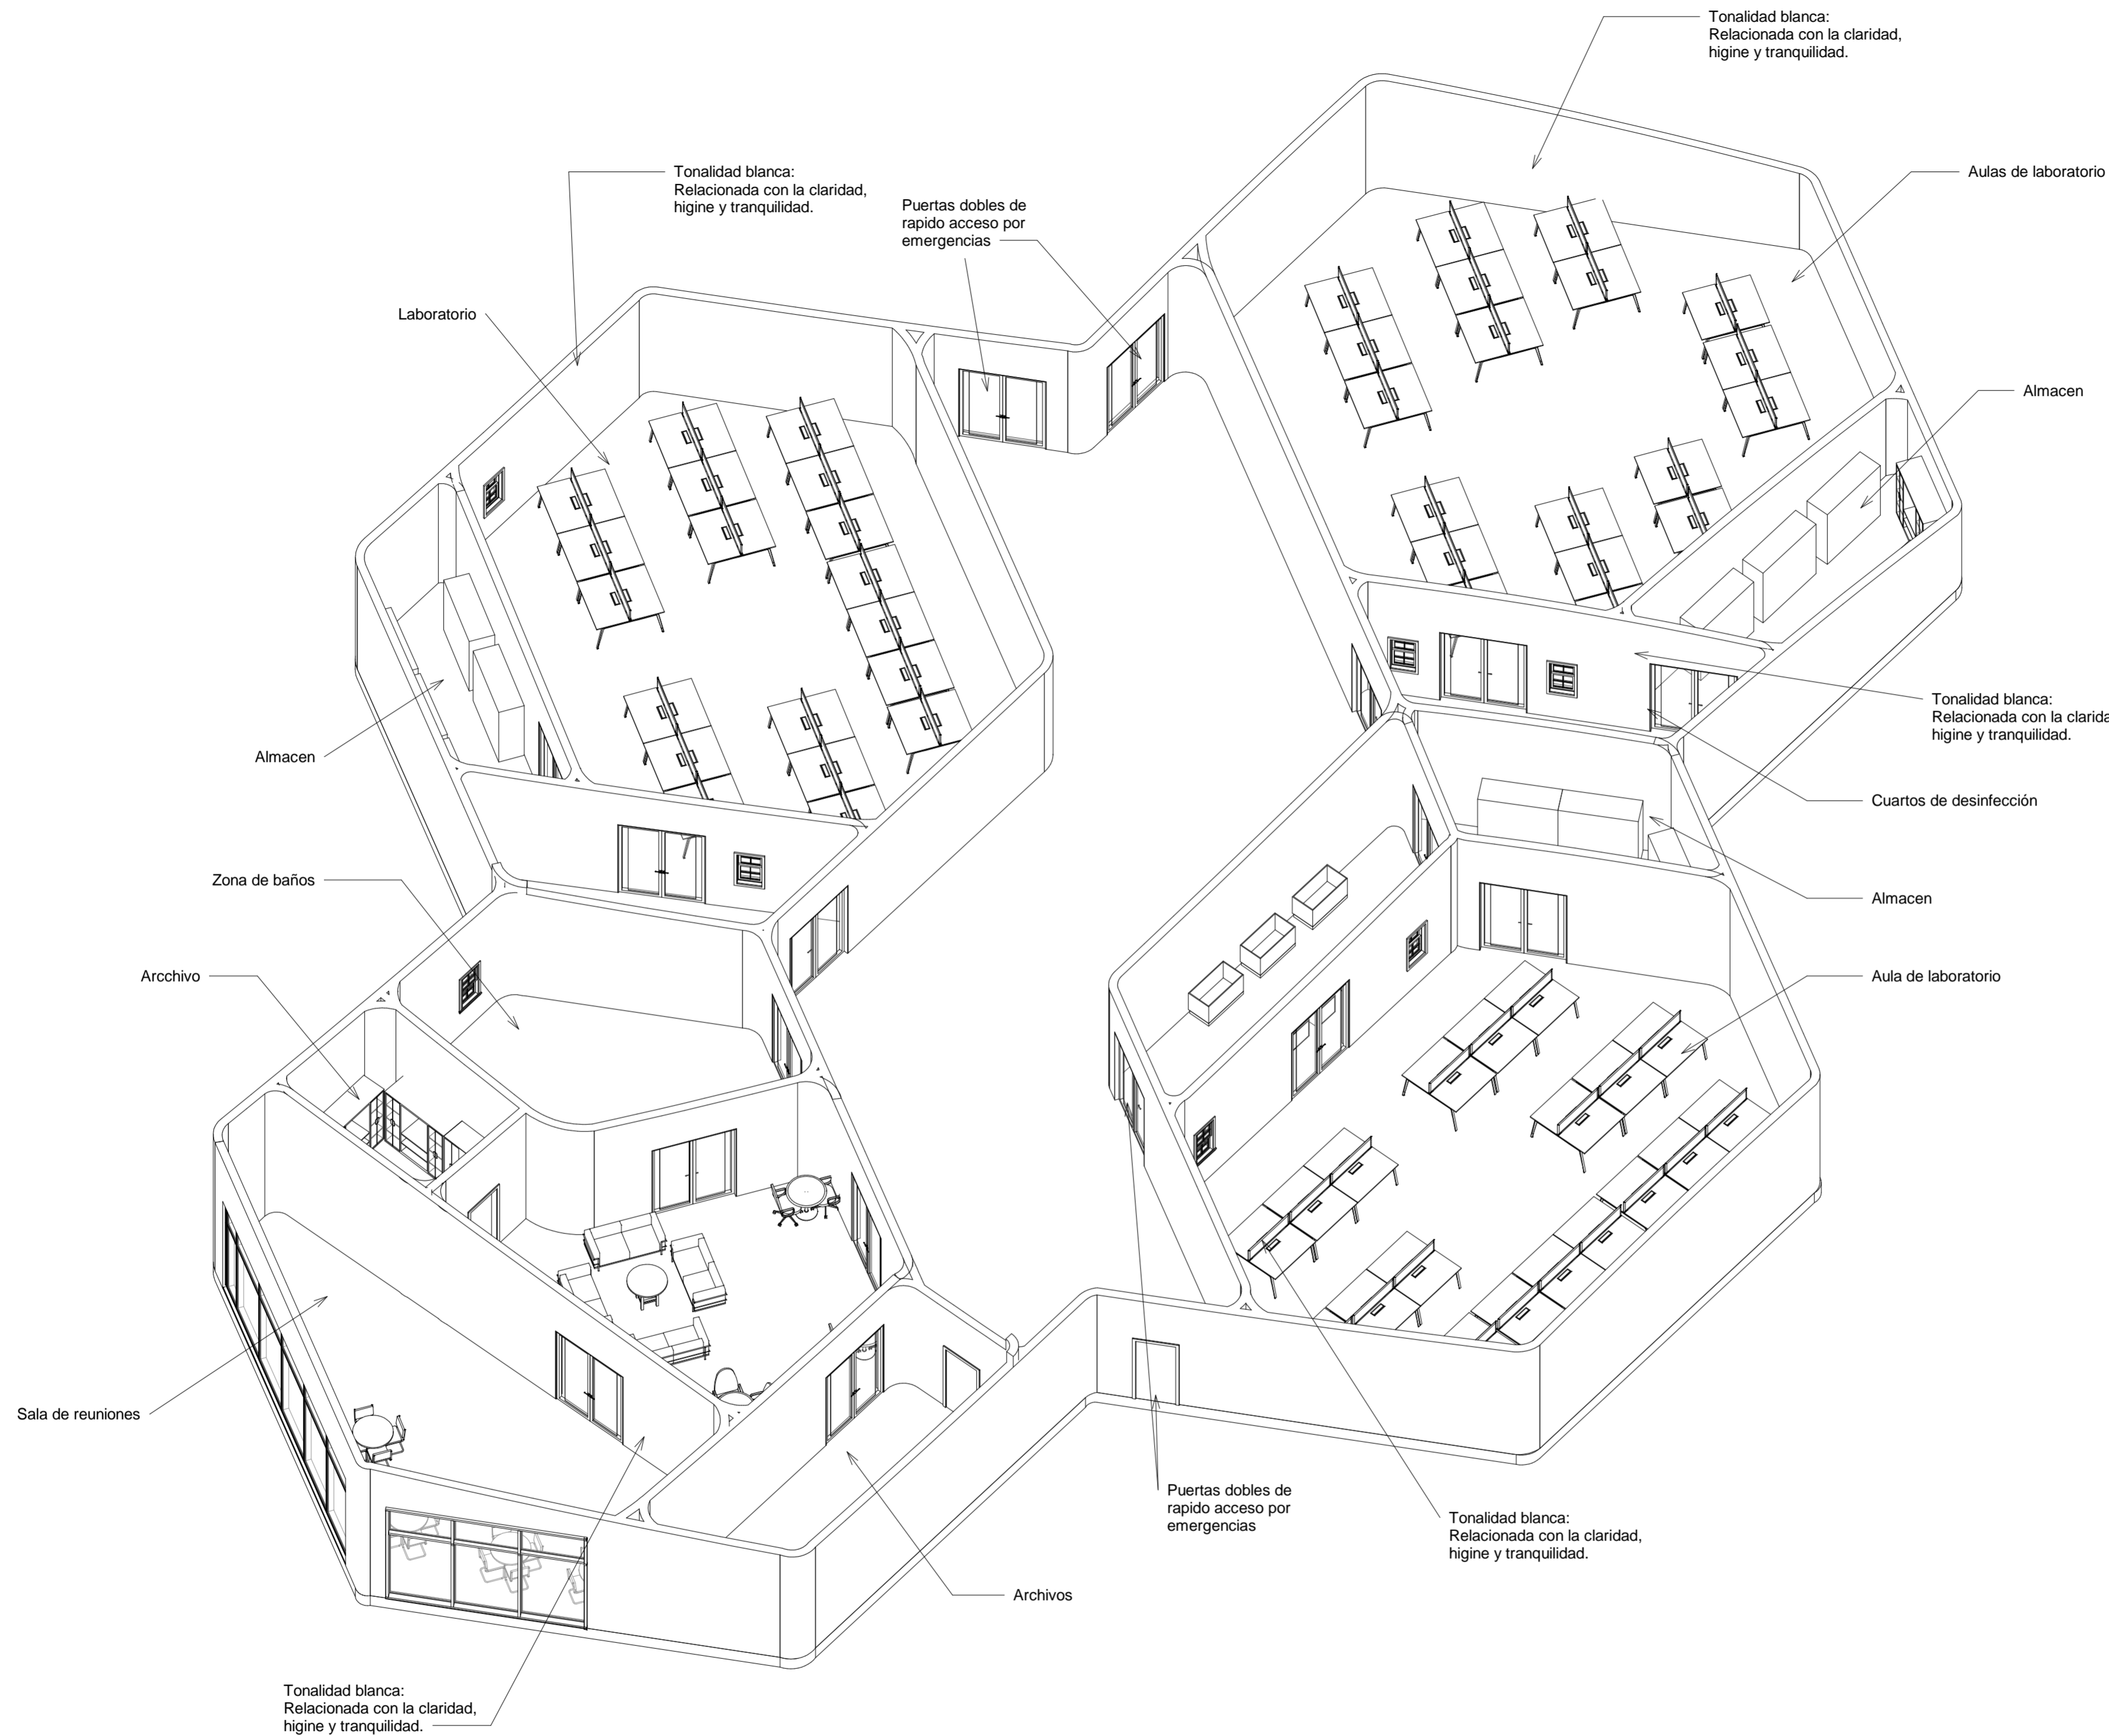 Tonalidad blanca:
Relacionada con la claridad,
higine y tranquilidad.
Tonalidad blanca:
Relacionada con la claridad,
higine y tranquilidad.
Aulas de laboratorio
Puertas dobles de
rapido acceso por
emergencias
Laboratorio
Almacen
Tonalidad blanca:
Relacionada con la clarida
higine y tranquilidad.
Almacen
Cuartos de desinfección
Zona de baños
Almacen
Arcchivo
Aula de laboratorio
Sala de reuniones
Puertas dobles de
rapido acceso por
emergencias
Tonalidad blanca:
Relacionada con la claridad,
higine y tranquilidad.
Archivos
Tonalidad blanca:
Relacionada con la claridad,
higine y tranquilidad.